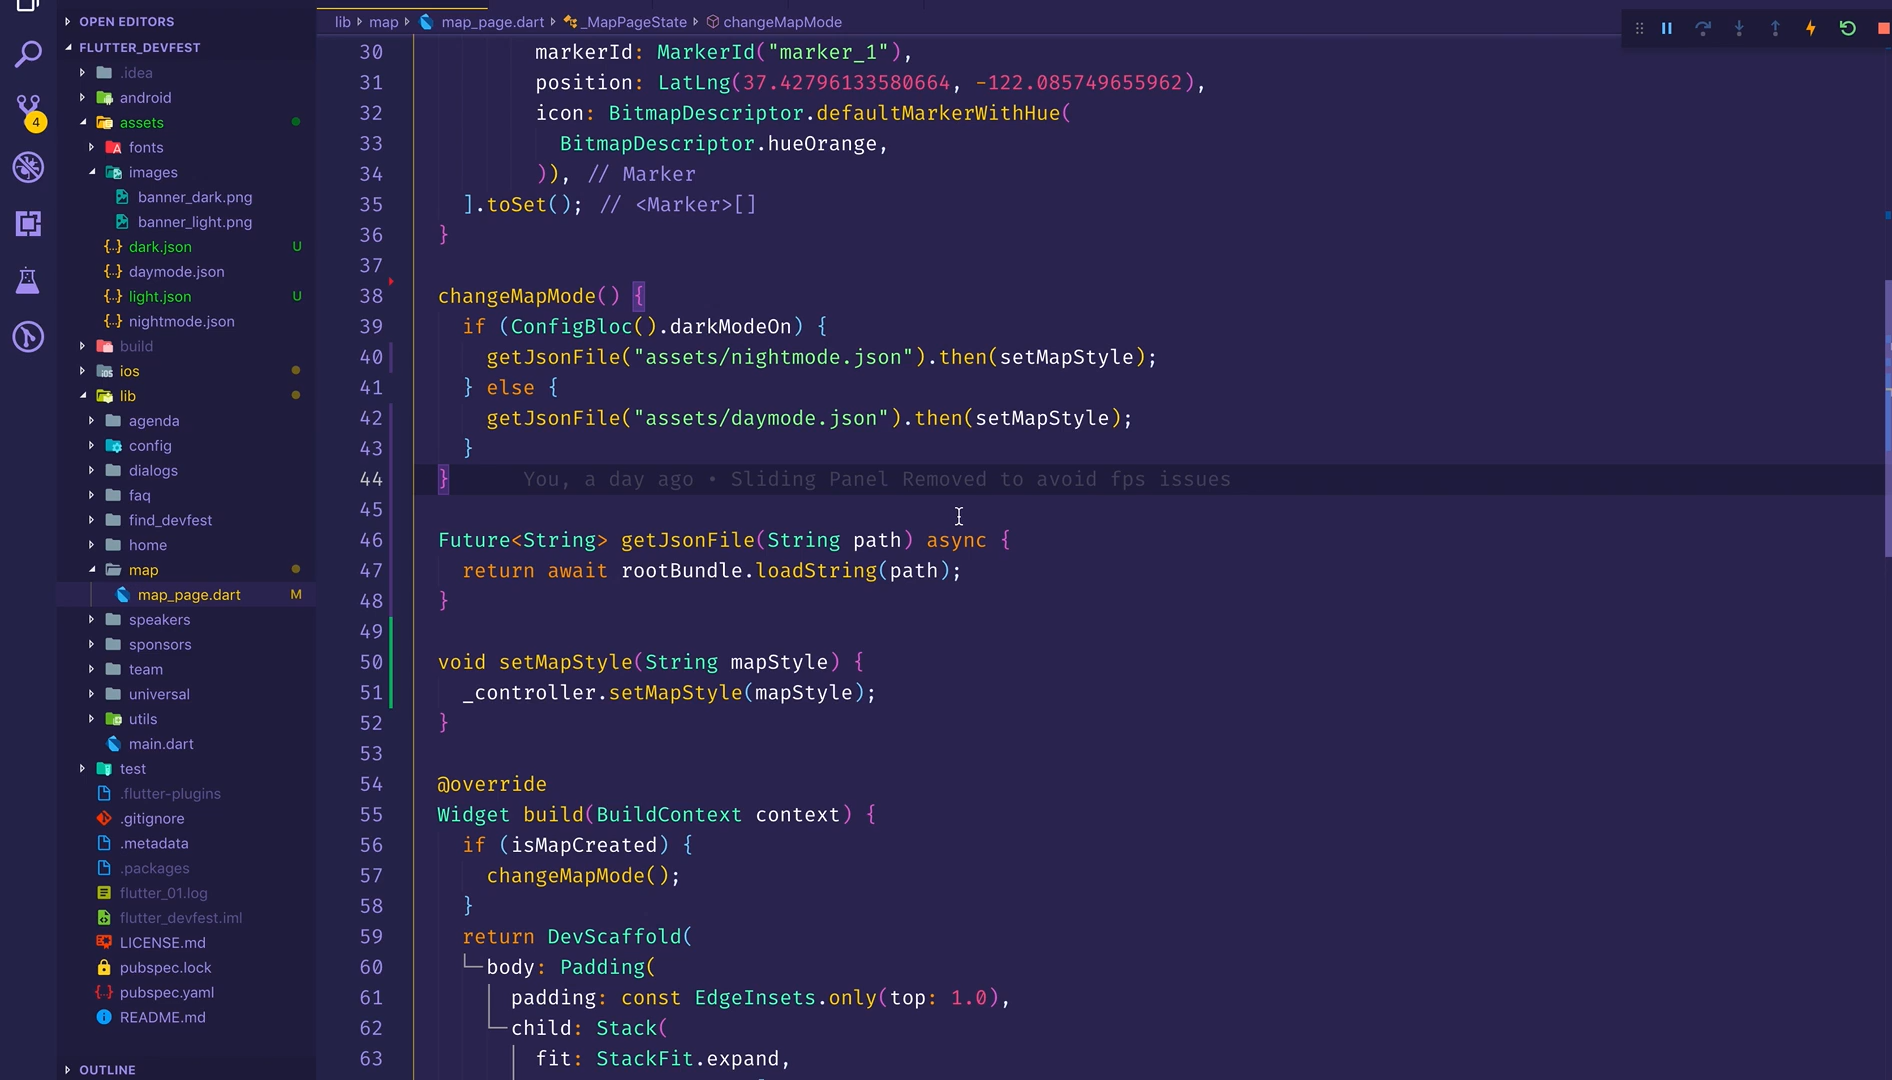 OPEN EDITORS
FLUTTER_DEVFEST
.idea
android
assets
fonts
images
banner_dark.png
banner_light.png
dark.json U
daymode.json
light.json U
nightmode.json
build
ios
lib
agenda
config
dialogs
faq
find_devfest
home
map
map_page.dart M
speakers
sponsors
team
universal
utils
main.dart
test
.flutter-plugins
.gitignore
.metadata
.packages
flutter_01.log
flutter_devfest.iml
LICENSE.md
pubspec.lock
pubspec.yaml
README.md
OUTLINE
4
lib map map_page.dart _MapPageState changeMapMode
30 markerId: MarkerId("marker_1"),
31 position: LatLng(37.42796133580664, -122.085749655962),
32 icon: BitmapDescriptor.defaultMarkerWithHue(
33 BitmapDescriptor.hueOrange,
34 )), // Marker
35 ].toSet(); // <Marker>[]
36 }
37
38 changeMapMode() {
39 if (ConfigBloc().darkModeOn) {
40 getJsonFile("assets/nightmode.json").then(setMapStyle);
41 } else {
42 getJsonFile("assets/daymode.json").then(setMapStyle);
43 }
44 } You, a day ago • Sliding Panel Removed to avoid fps issues
45
46 Future<String> getJsonFile(String path) async {
47 return await rootBundle.loadString(path);
48 }
49
50 void setMapStyle(String mapStyle) {
51 _controller.setMapStyle(mapStyle);
52 }
53
54 @override
55 Widget build(BuildContext context) {
56 if (isMapCreated) {
57 changeMapMode();
58 }
59 return DevScaffold(
60 body: Padding(
61 padding: const EdgeInsets.only(top: 1.0),
62 child: Stack(
63 fit: StackFit.expand,